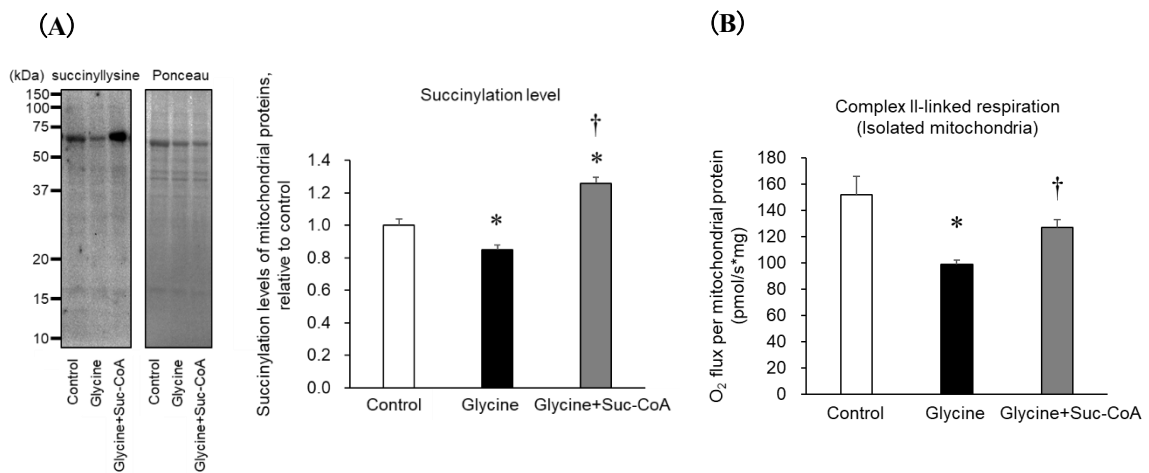 (A)
(kDa) succinyllysine Ponceau
150
100
75
50
37
20
15
10
Control
Glycine
Glycine+Suc-CoA
Control
Glycine
Glycine+Suc-CoA
Succinylation level
Succinylation levels of mitochondrial proteins,
relative to control
1.4
1.2
1.0
0.8
0.6
0.4
0.2
0.0
*
†
*
Control Glycine Glycine+Suc-CoA
(B)
Complex II-linked respiration
(Isolated mitochondria)
O2 flux per mitochondrial protein
(pmol/s*mg)
180
160
140
120
100
80
60
40
20
0
*
†
Control Glycine Glycine+Suc-CoA